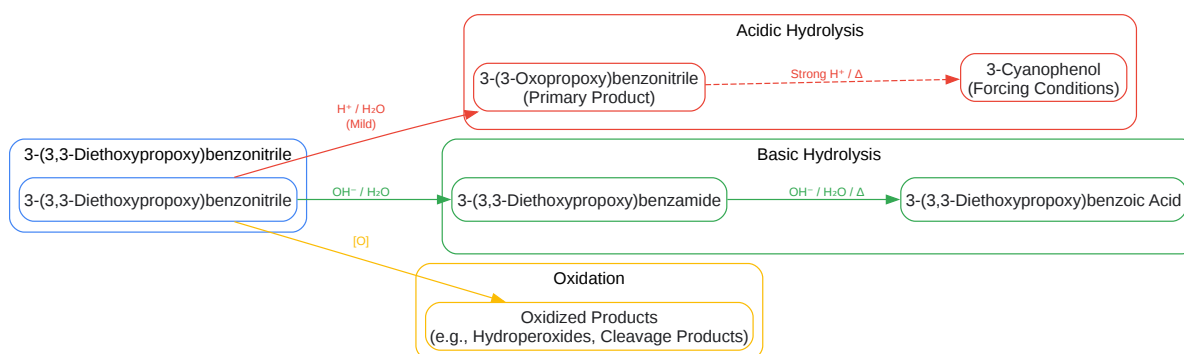 Acidic Hydrolysis
3-(3-Oxopropoxy)benzonitrile
(Primary Product)
Strong H⁺ / Δ
3-Cyanophenol
(Forcing Conditions)
H⁺ / H₂O
(Mild)
3-(3,3-Diethoxypropoxy)benzonitrile
3-(3,3-Diethoxypropoxy)benzonitrile
OH⁻ / H₂O
Basic Hydrolysis
3-(3,3-Diethoxypropoxy)benzamide
OH⁻ / H₂O / Δ
3-(3,3-Diethoxypropoxy)benzoic Acid
[O]
Oxidation
Oxidized Products
(e.g., Hydroperoxides, Cleavage Products)